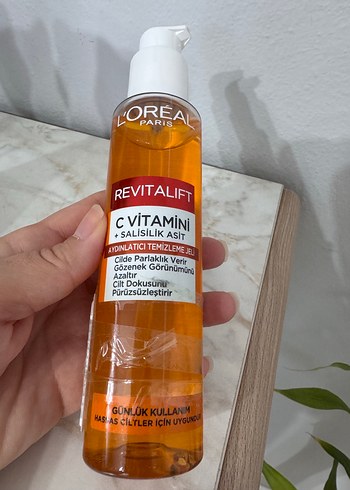 L'ORÉAL
PARIS
REVITALIFT
C VİTAMİNİ
+ SALİSİLİK ASİT
AYDINLATICI TEMİZLEME JELİ
Cilde Parlaklık Verir
Gözenek Görünümünü
Azaltır
Cilt Dokusunu
Pürüzsüzleştirir
GÜNLÜK KULLANIM
HASSAS CİLTLER İÇİN UYGUNDUR